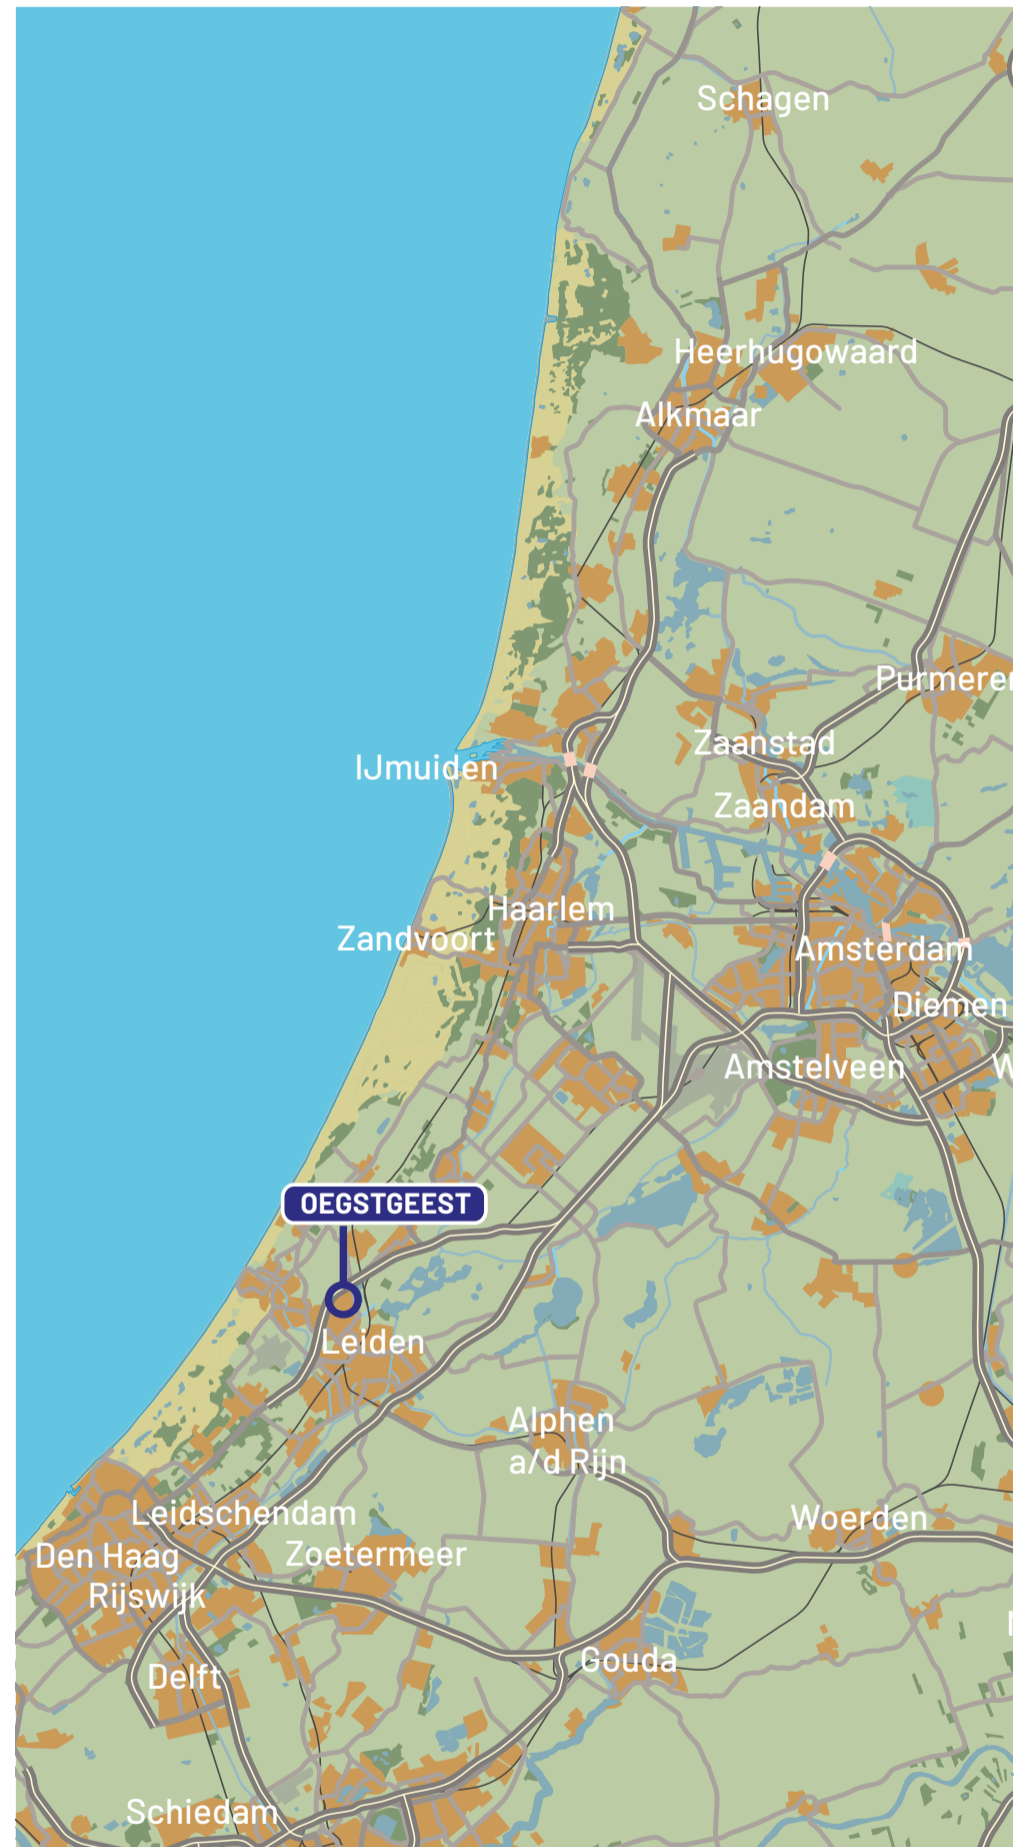 Schagen
Heerhugowaard
Alkmaar
Purmerer
Zaanstad
IJmuiden
Zaandam
Haarlem
Zandvoort
Amsterdam
Diemen
Amstelveen
W
OEGSTGEEST
Leiden
Alphen
a/d Rijn
Leidschendam
Woerden
Den Haag
Zoetermeer
Rijswijk
Gouda
Delft
Schiedam